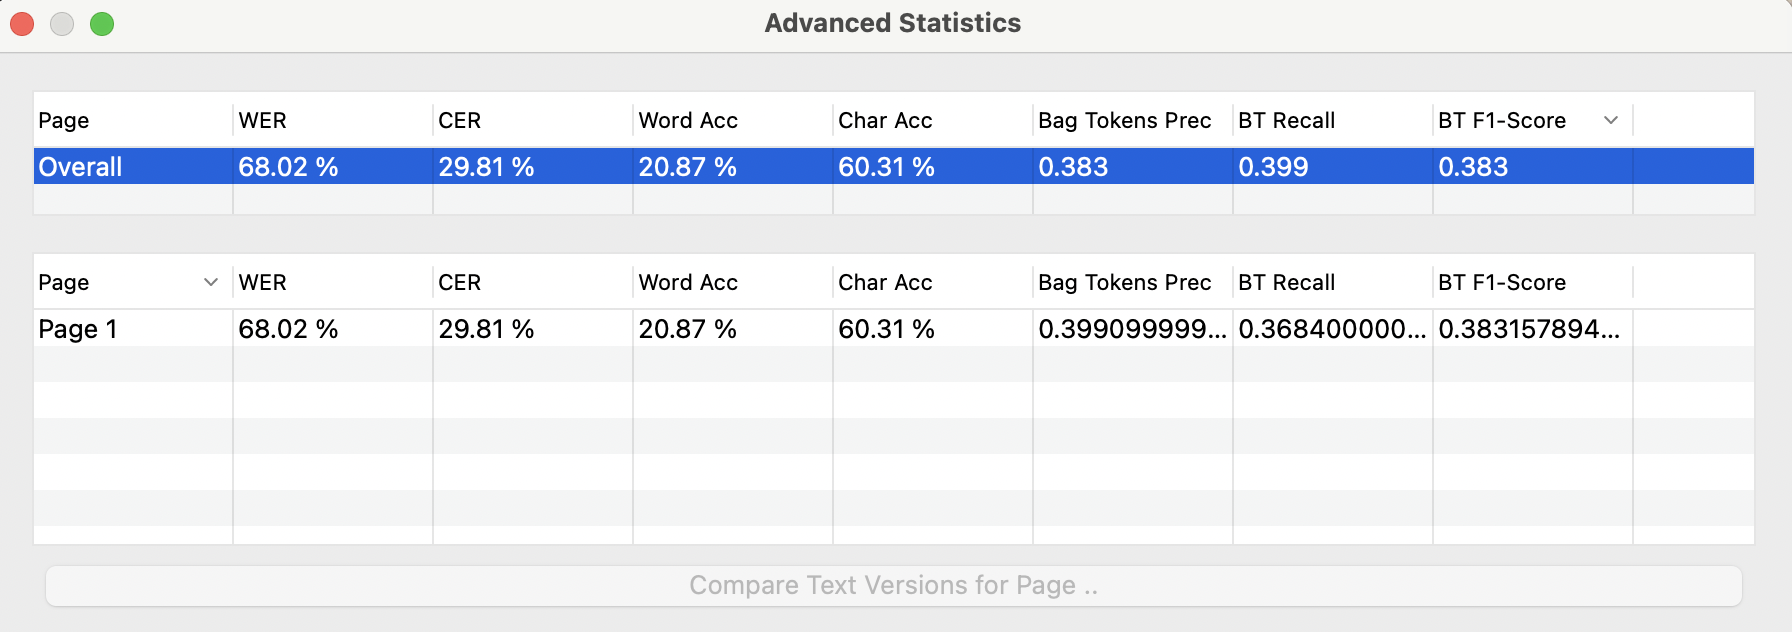 Advanced Statistics
Page WER CER Word Acc Char Acc Bag Tokens Prec BT Recall BT F1-Score
Overall 68.02 % 29.81 % 20.87 % 60.31 % 0.383 0.399 0.383
Page WER CER Word Acc Char Acc Bag Tokens Prec BT Recall BT F1-Score
Page 1 68.02 % 29.81 % 20.87 % 60.31 % 0.399099999... 0.368400000... 0.383157894...
Compare Text Versions for Page ..